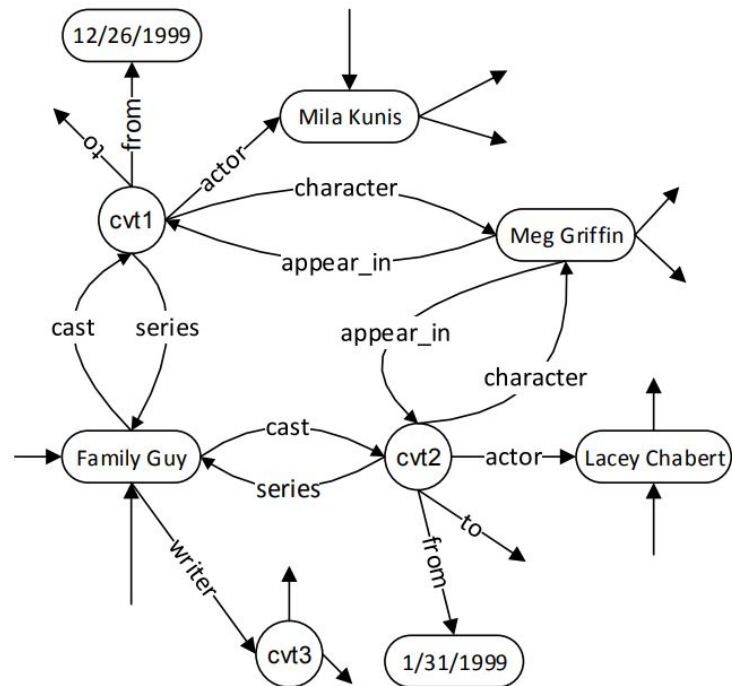 12/26/1999
to
from
Mila Kunis
actor
cvt1
character
Meg Griffin
appear_in
cast
series
appear_in
character
cast
Family Guy
cvt2
actor
Lacey Chabert
series
to
from
writer
cvt3
1/31/1999